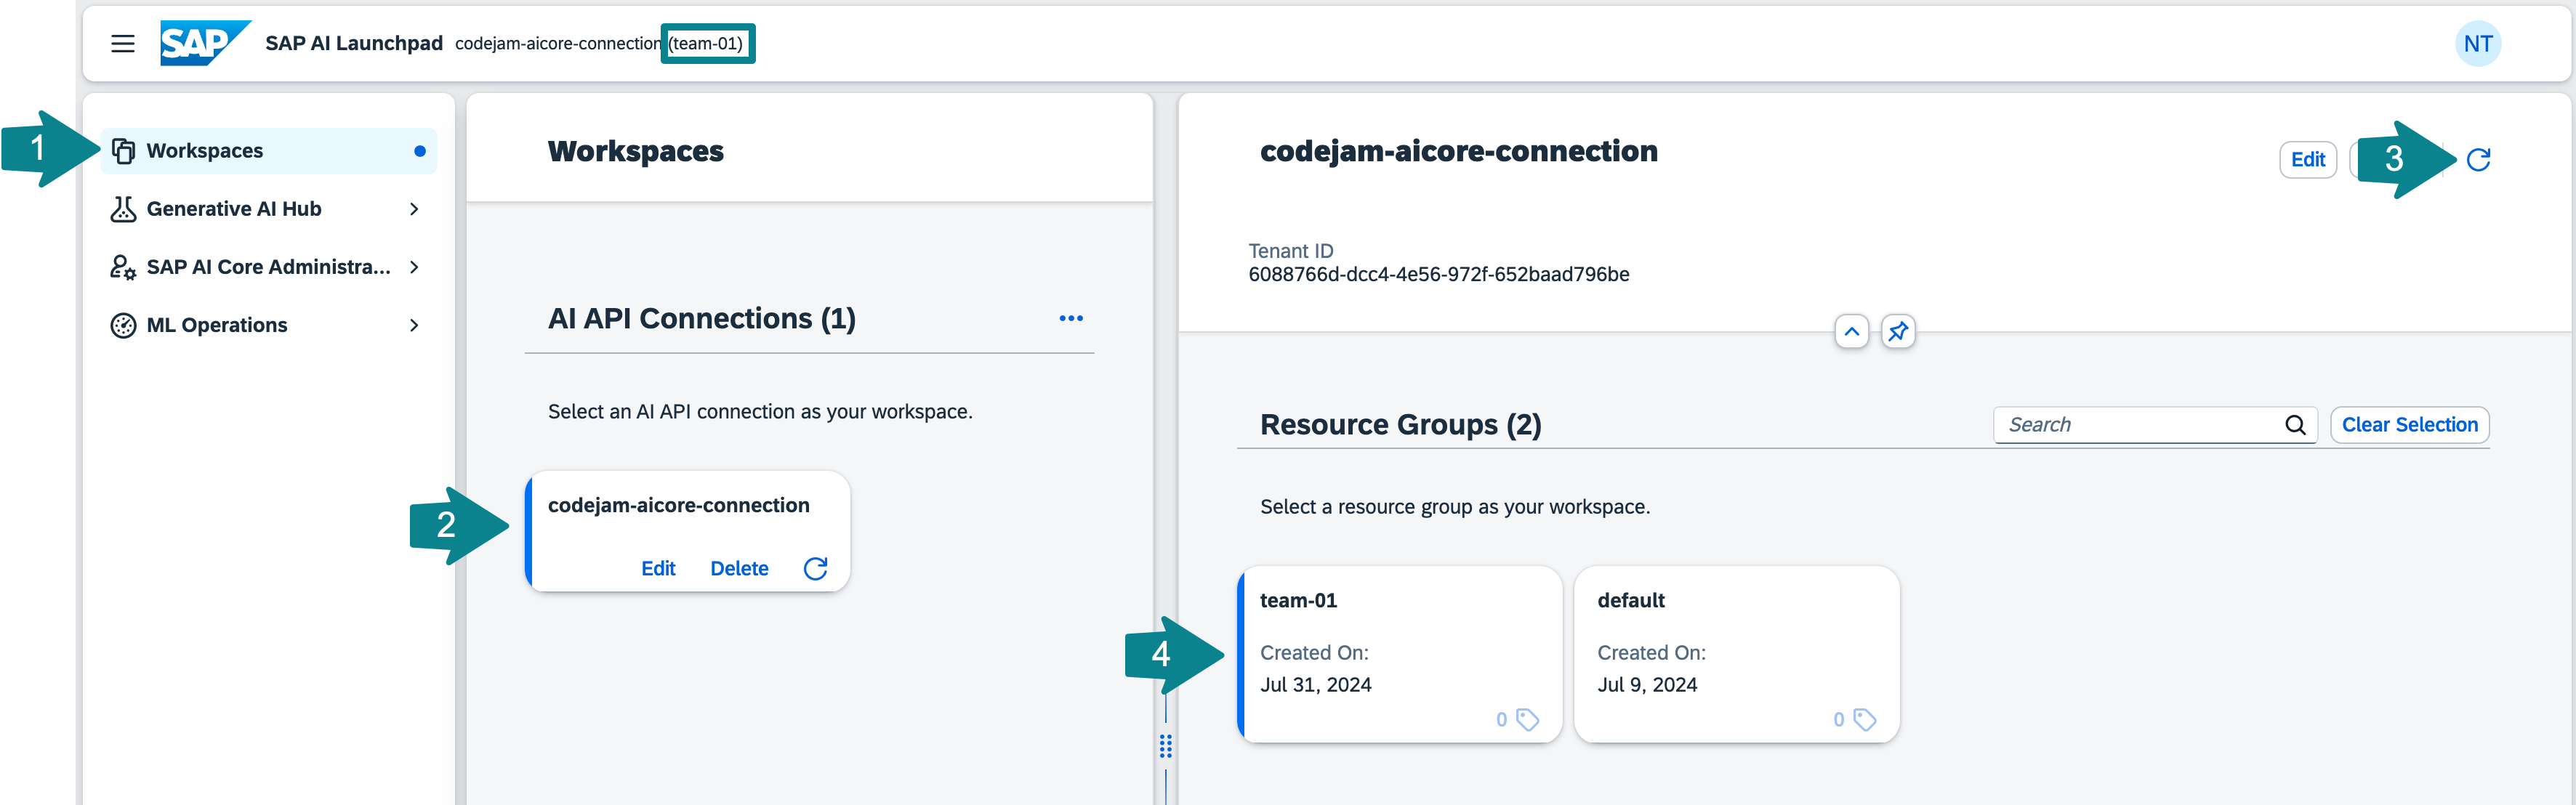 SAP SAP AI Launchpad codejam-aicore-connection (team-01) NT
1 Workspaces
Generative AI Hub
SAP AI Core Administra...
ML Operations
Workspaces
AI API Connections (1)
Select an AI API connection as your workspace.
2
codejam-aicore-connection
Edit Delete
codejam-aicore-connection
Edit 3
Tenant ID
6088766d-dcc4-4e56-972f-652baad796be
Resource Groups (2) Search Clear Selection
Select a resource group as your workspace.
4
team-01
Created On:
Jul 31, 2024
0
default
Created On:
Jul 9, 2024
0